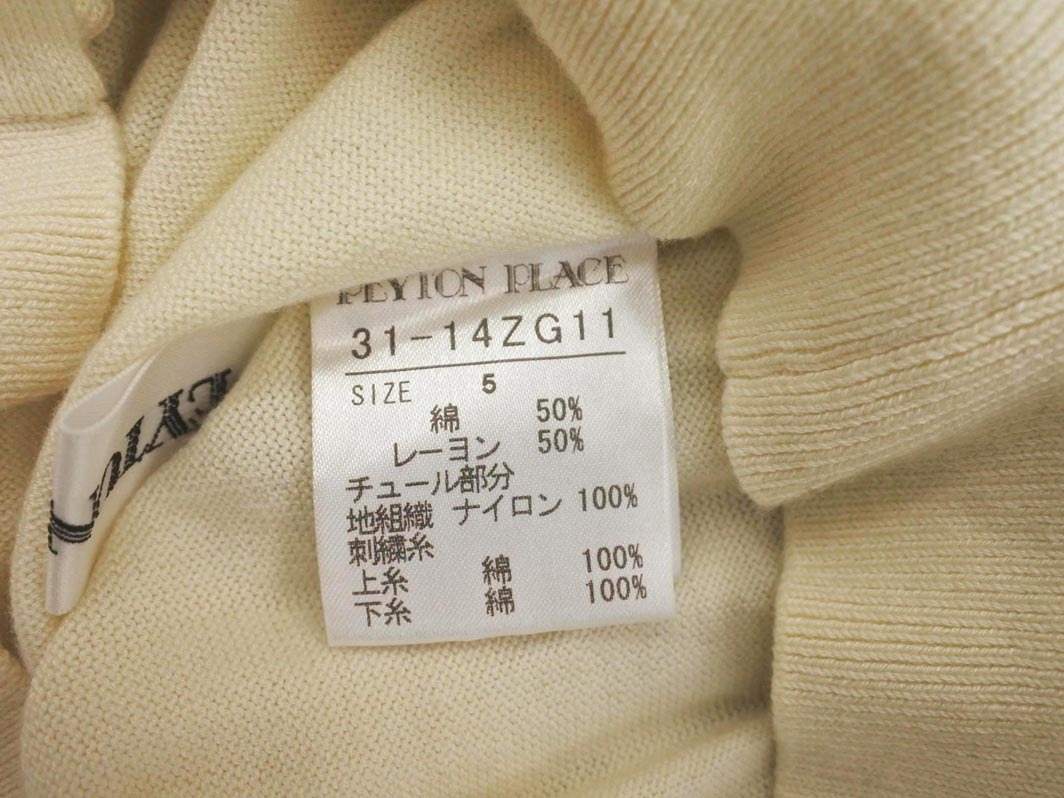 PEYTON PLACE
31-14ZG11
SIZE 5
綿 50%
レーヨン 50%
チュール部分
地組織 ナイロン 100%
刺繍糸
上糸 綿 100%
下糸 綿 100%